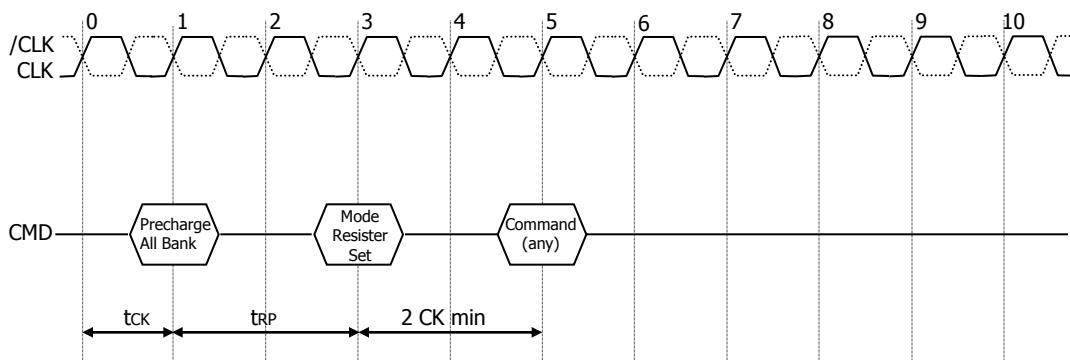 0 1 2 3 4 5 6 7 8 9 10
/CLK
CLK
CMD
Precharge
All Bank
Mode
Resister
Set
Command
(any)
tCK
tRP
2 CK min